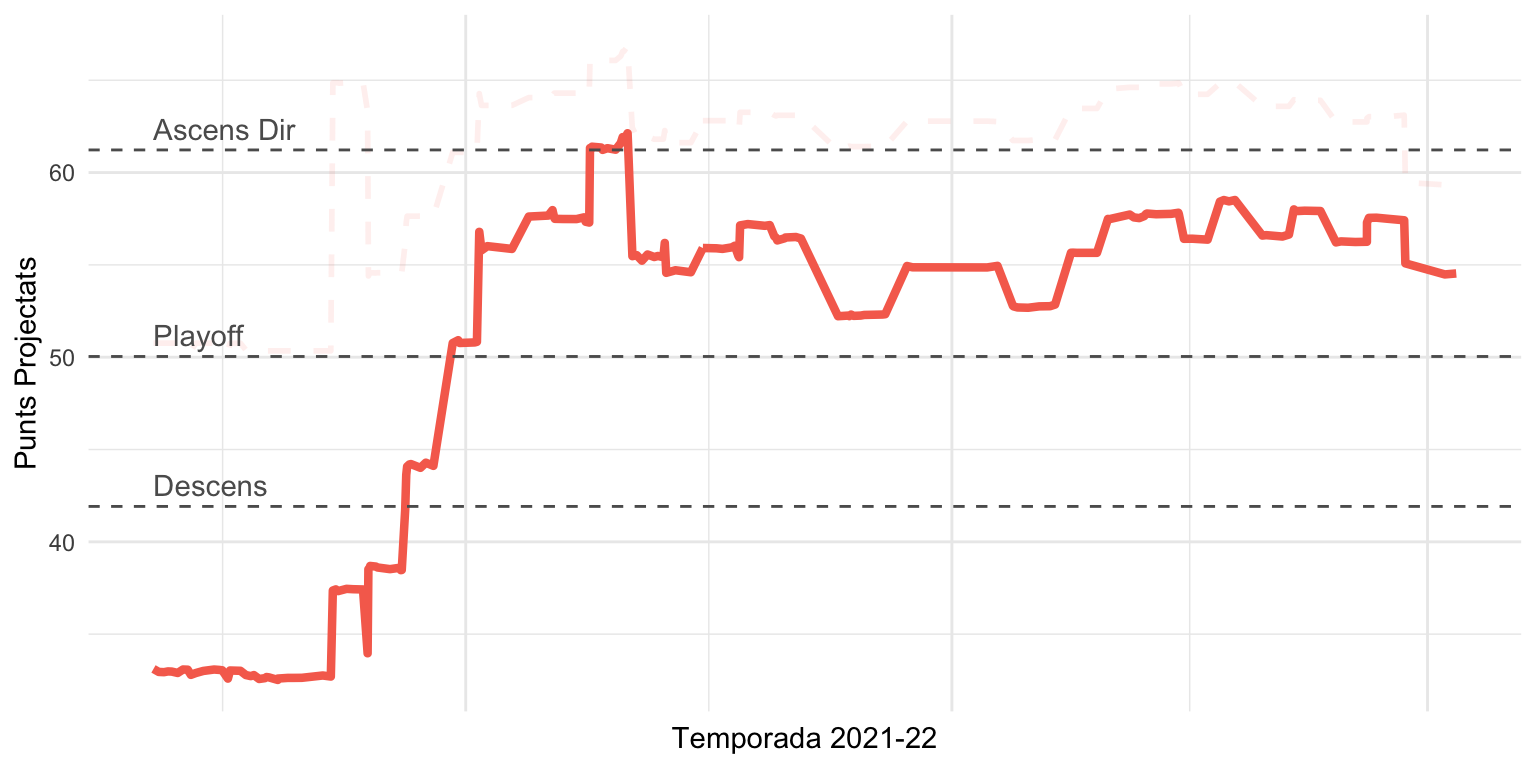 Ascens Dir
60
Playoff
50
Descens
40
Punts Projectats
Temporada 2021-22